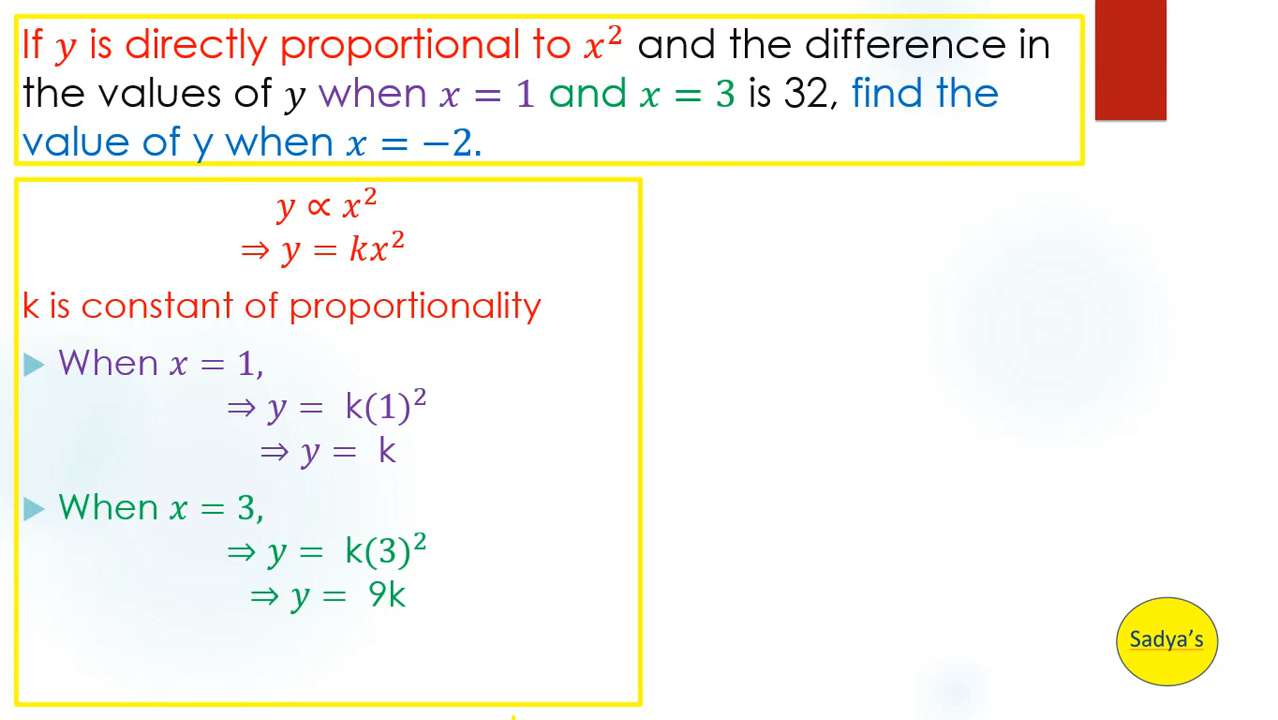 If y is directly proportional to x² and the difference in
the values of y when x = 1 and x = 3 is 32, find the
value of y when x = −2.
y ∝ x²
⇒ y = kx²
k is constant of proportionality
When x = 1,
⇒ y = k(1)²
⇒ y = k
When x = 3,
⇒ y = k(3)²
⇒ y = 9k
Sadya's